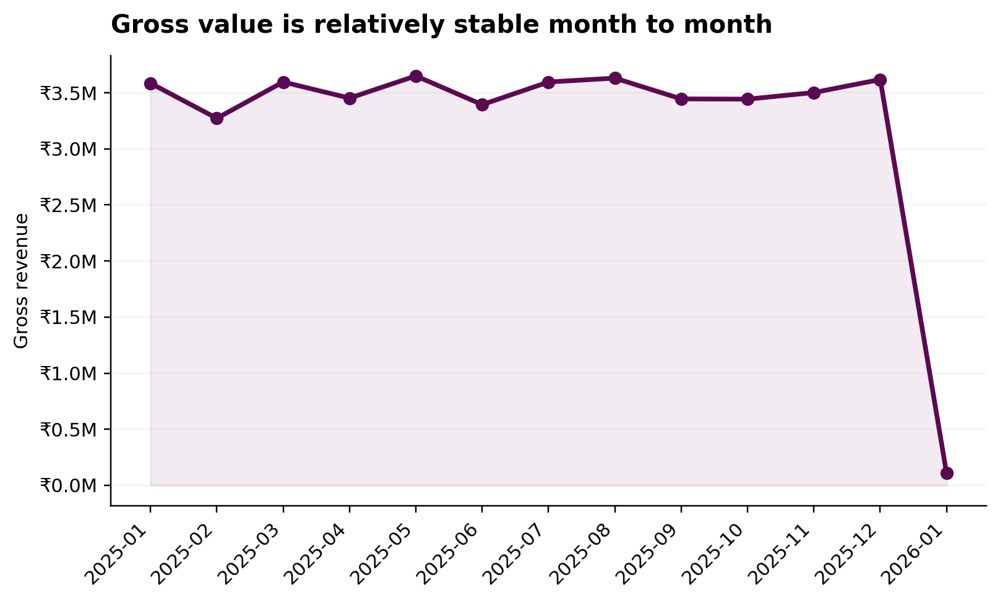 Gross value is relatively stable month to month
Gross revenue
₹3.5M
₹3.0M
₹2.5M
₹2.0M
₹1.5M
₹1.0M
₹0.5M
₹0.0M
2025-01
2025-02
2025-03
2025-04
2025-05
2025-06
2025-07
2025-08
2025-09
2025-10
2025-11
2025-12
2026-01